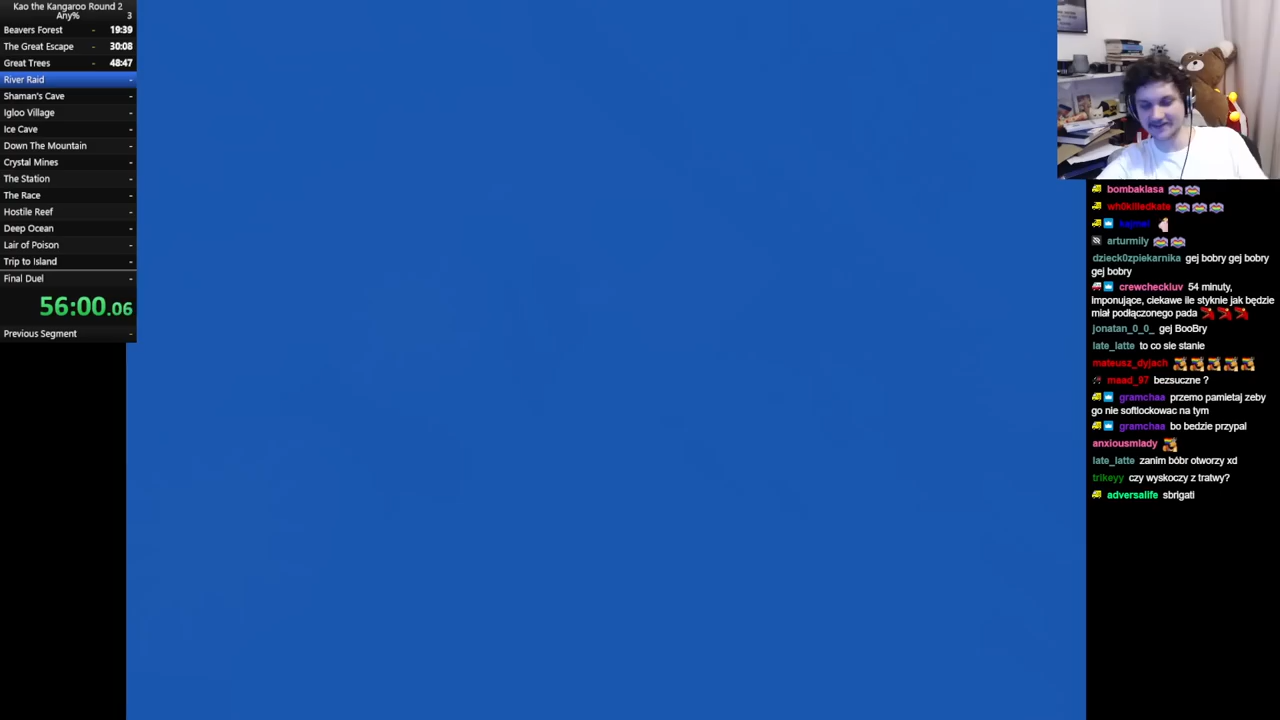 Kao the Kangaroo Round 2
Any% 3
Beavers Forest - 19:39
The Great Escape - 30:08
Great Trees - 48:47
River Raid -
Shaman's Cave -
Igloo Village -
Ice Cave -
Down The Mountain -
Crystal Mines -
The Station -
The Race -
Hostile Reef -
Deep Ocean -
Lair of Poison -
Trip to Island -
Final Duel -
56:00.06
Previous Segment -
bombaklasa
wh0killedkate
arturmily
dzieck0zpiekarnika gej bobry gej bobry
gej bobry
crewcheckluv 54 minuty,
imponujące, ciekawe ile styknie jak będzie
miał podłączonego pada
jonatan_0_0_ gej BooBry
late_latte to co sie stanie
mateusz_dyjach
maad_97 bezsuczne ?
gramchaa przemo pamietaj zeby
go nie softlockowac na tym
gramchaa bo bedzie przypal
anxiousmlady
late_latte zanim bóbr otworzy xd
trikeyy czy wyskoczy z tratwy?
adversalife sbrigati